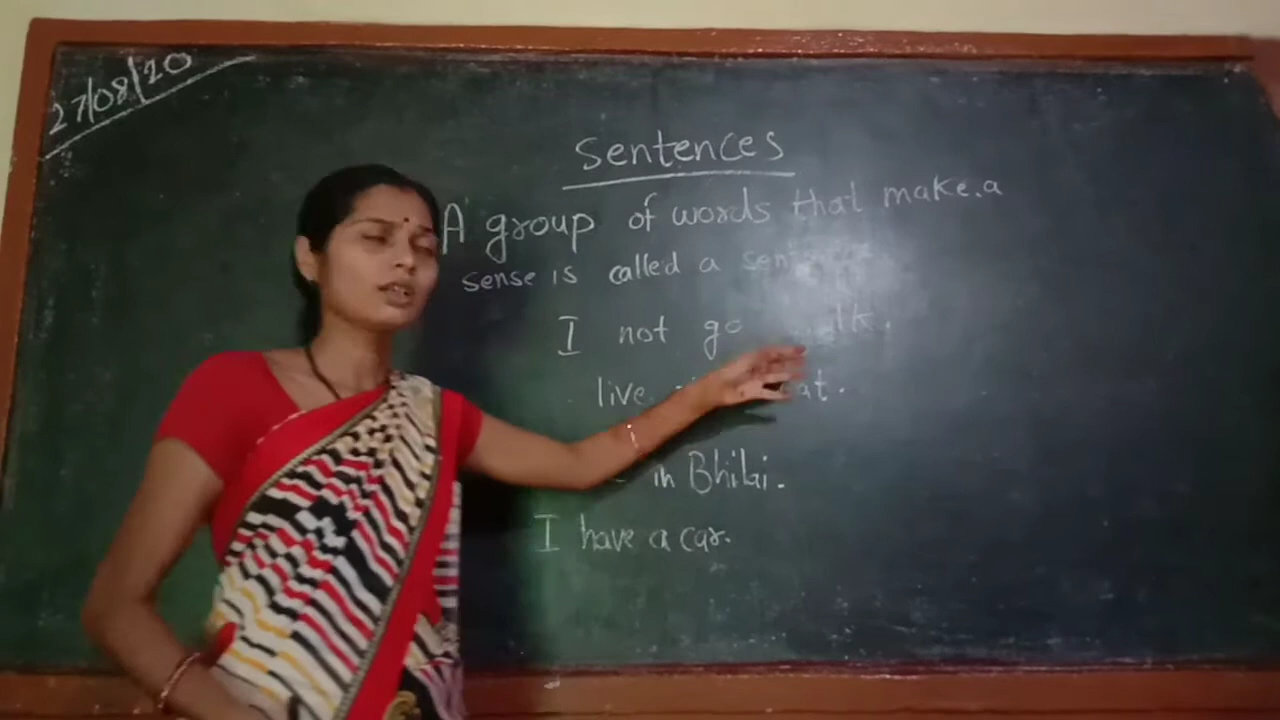 27/08/20
Sentences
A group of words that make.a
sense is called a
I not go
live
in Bhilai.
I have a car.